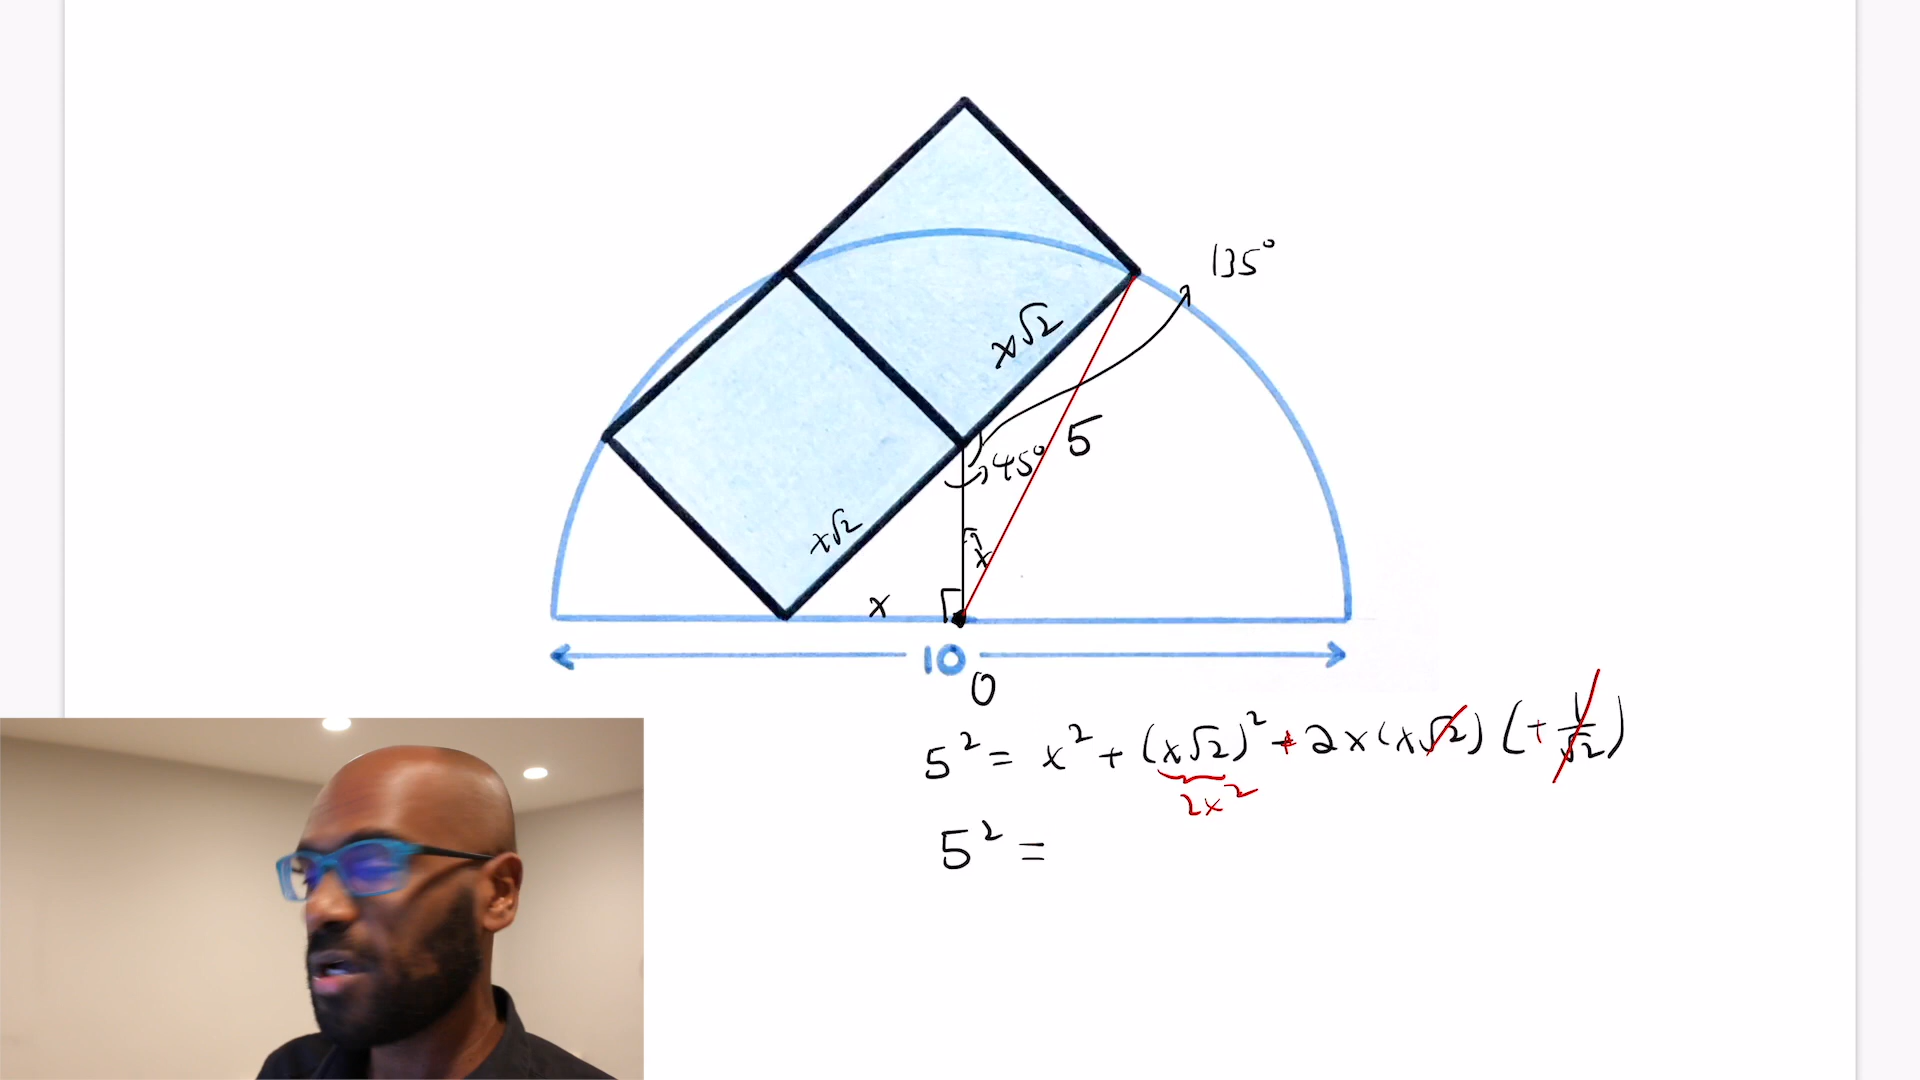 135°
x√2
5
45°
x√2
x
x
10
O
5² = x² + (x√2)² + 2x(x√2)(+ 1/√2)
2x²
5² =